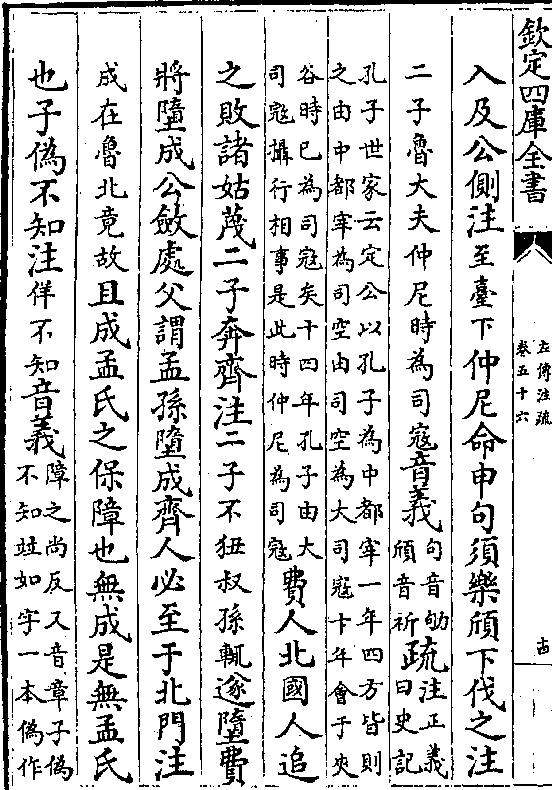 欽定四庫全書
左傳注疏
卷五十六
古
入及公側注至臺下仲尼命申句須樂頎下伐之注
二子魯大夫仲尼時為司寇音義句音劬
頎音祈疏注正義
曰史記
孔子世家云定公以孔子為中都宰一年四方皆則
之由中都宰為司空由司空為大司寇十年會于夾
谷時已為司寇矣十四年孔子由大
司寇攝行相事是此時仲尼為司寇費人北國人追
之敗諸姑蔑二子奔齊注二子不狃叔孫輒遂墮費
將墮成公斂處父謂孟孫墮成齊人必至于北門注
成在魯北竟故且成孟氏之保障也無成是無孟氏
也子偽不知注佯不知音義障之尚反又音章子偽
不知竝如字一本偽作